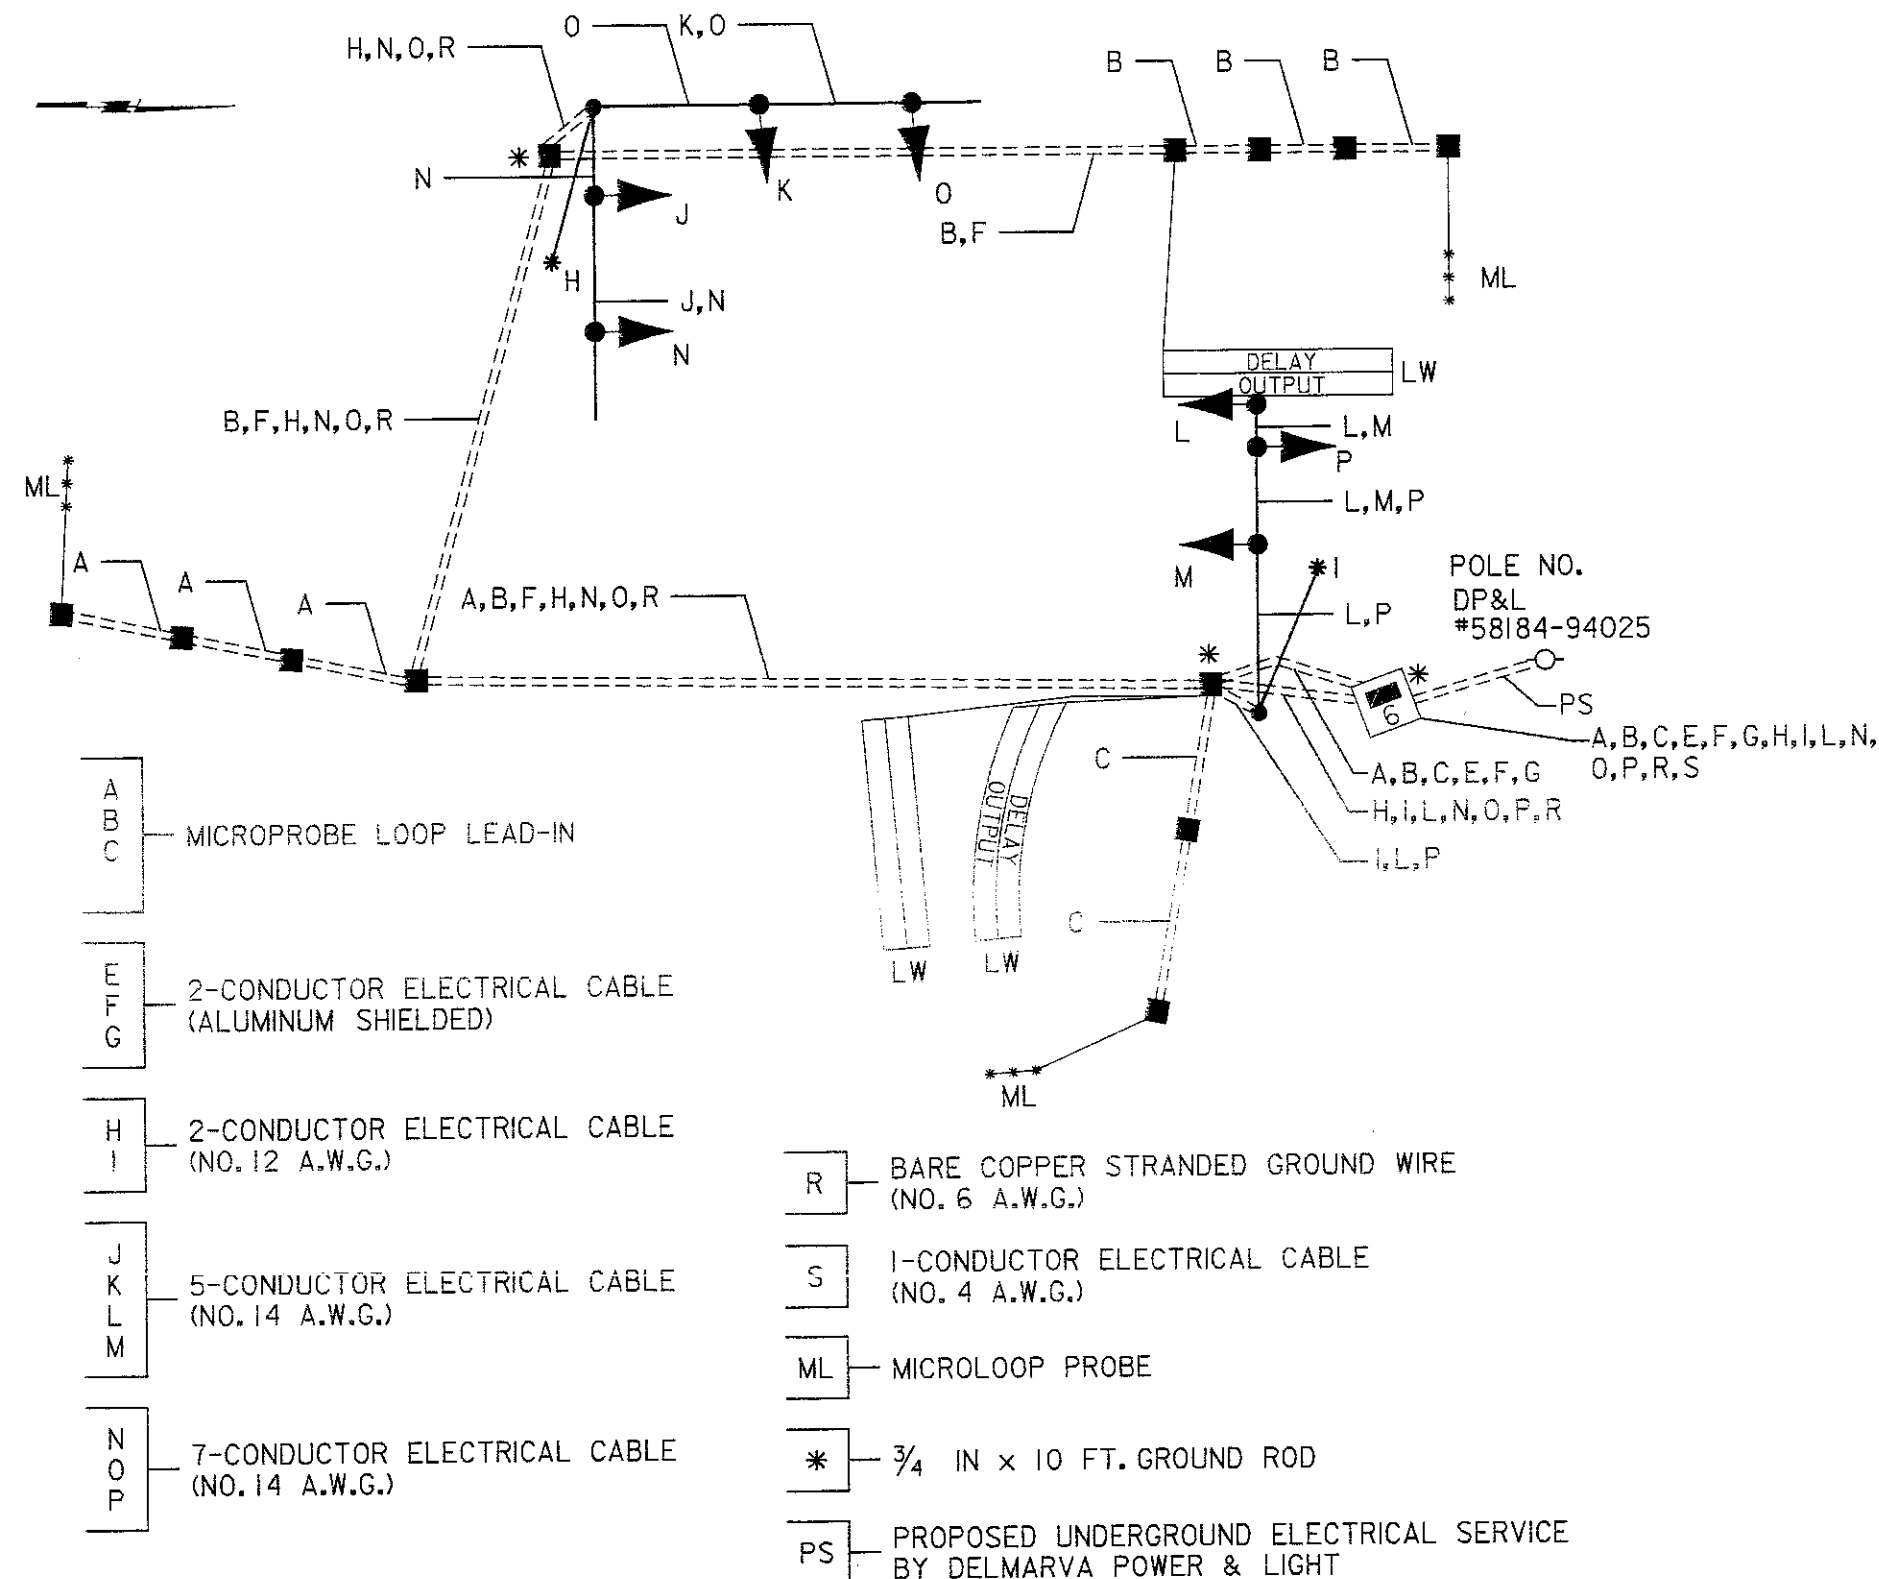 O
K,O
H,N,O,R
B
B
B
N
J
K
O
B,F
H
J,N
N
ML
DELAY
OUTPUT
LW
L
L,M
P
B,F,H,N,O,R
ML
L,M,P
M
I
POLE NO.
DP&L
#58184-94025
A
A
A
A,B,F,H,N,O,R
L,P
6
PS
A,B,C,E,F,G,H,I,L,N,
O,P,R,S
A,B,C,E,F,G
H,I,L,N,O,P,R
I,L,P
C
OUTPUT
DELAY
C
LW
LW
ML
A
B
C
MICROPROBE LOOP LEAD-IN
E
F
G
2-CONDUCTOR ELECTRICAL CABLE
(ALUMINUM SHIELDED)
H
I
2-CONDUCTOR ELECTRICAL CABLE
(NO. 12 A.W.G.)
J
K
L
M
5-CONDUCTOR ELECTRICAL CABLE
(NO. 14 A.W.G.)
N
O
P
7-CONDUCTOR ELECTRICAL CABLE
(NO. 14 A.W.G.)
R
BARE COPPER STRANDED GROUND WIRE
(NO. 6 A.W.G.)
S
1-CONDUCTOR ELECTRICAL CABLE
(NO. 4 A.W.G.)
ML
MICROLOOP PROBE
*
3/4 IN x 10 FT. GROUND ROD
PS
PROPOSED UNDERGROUND ELECTRICAL SERVICE
BY DELMARVA POWER & LIGHT